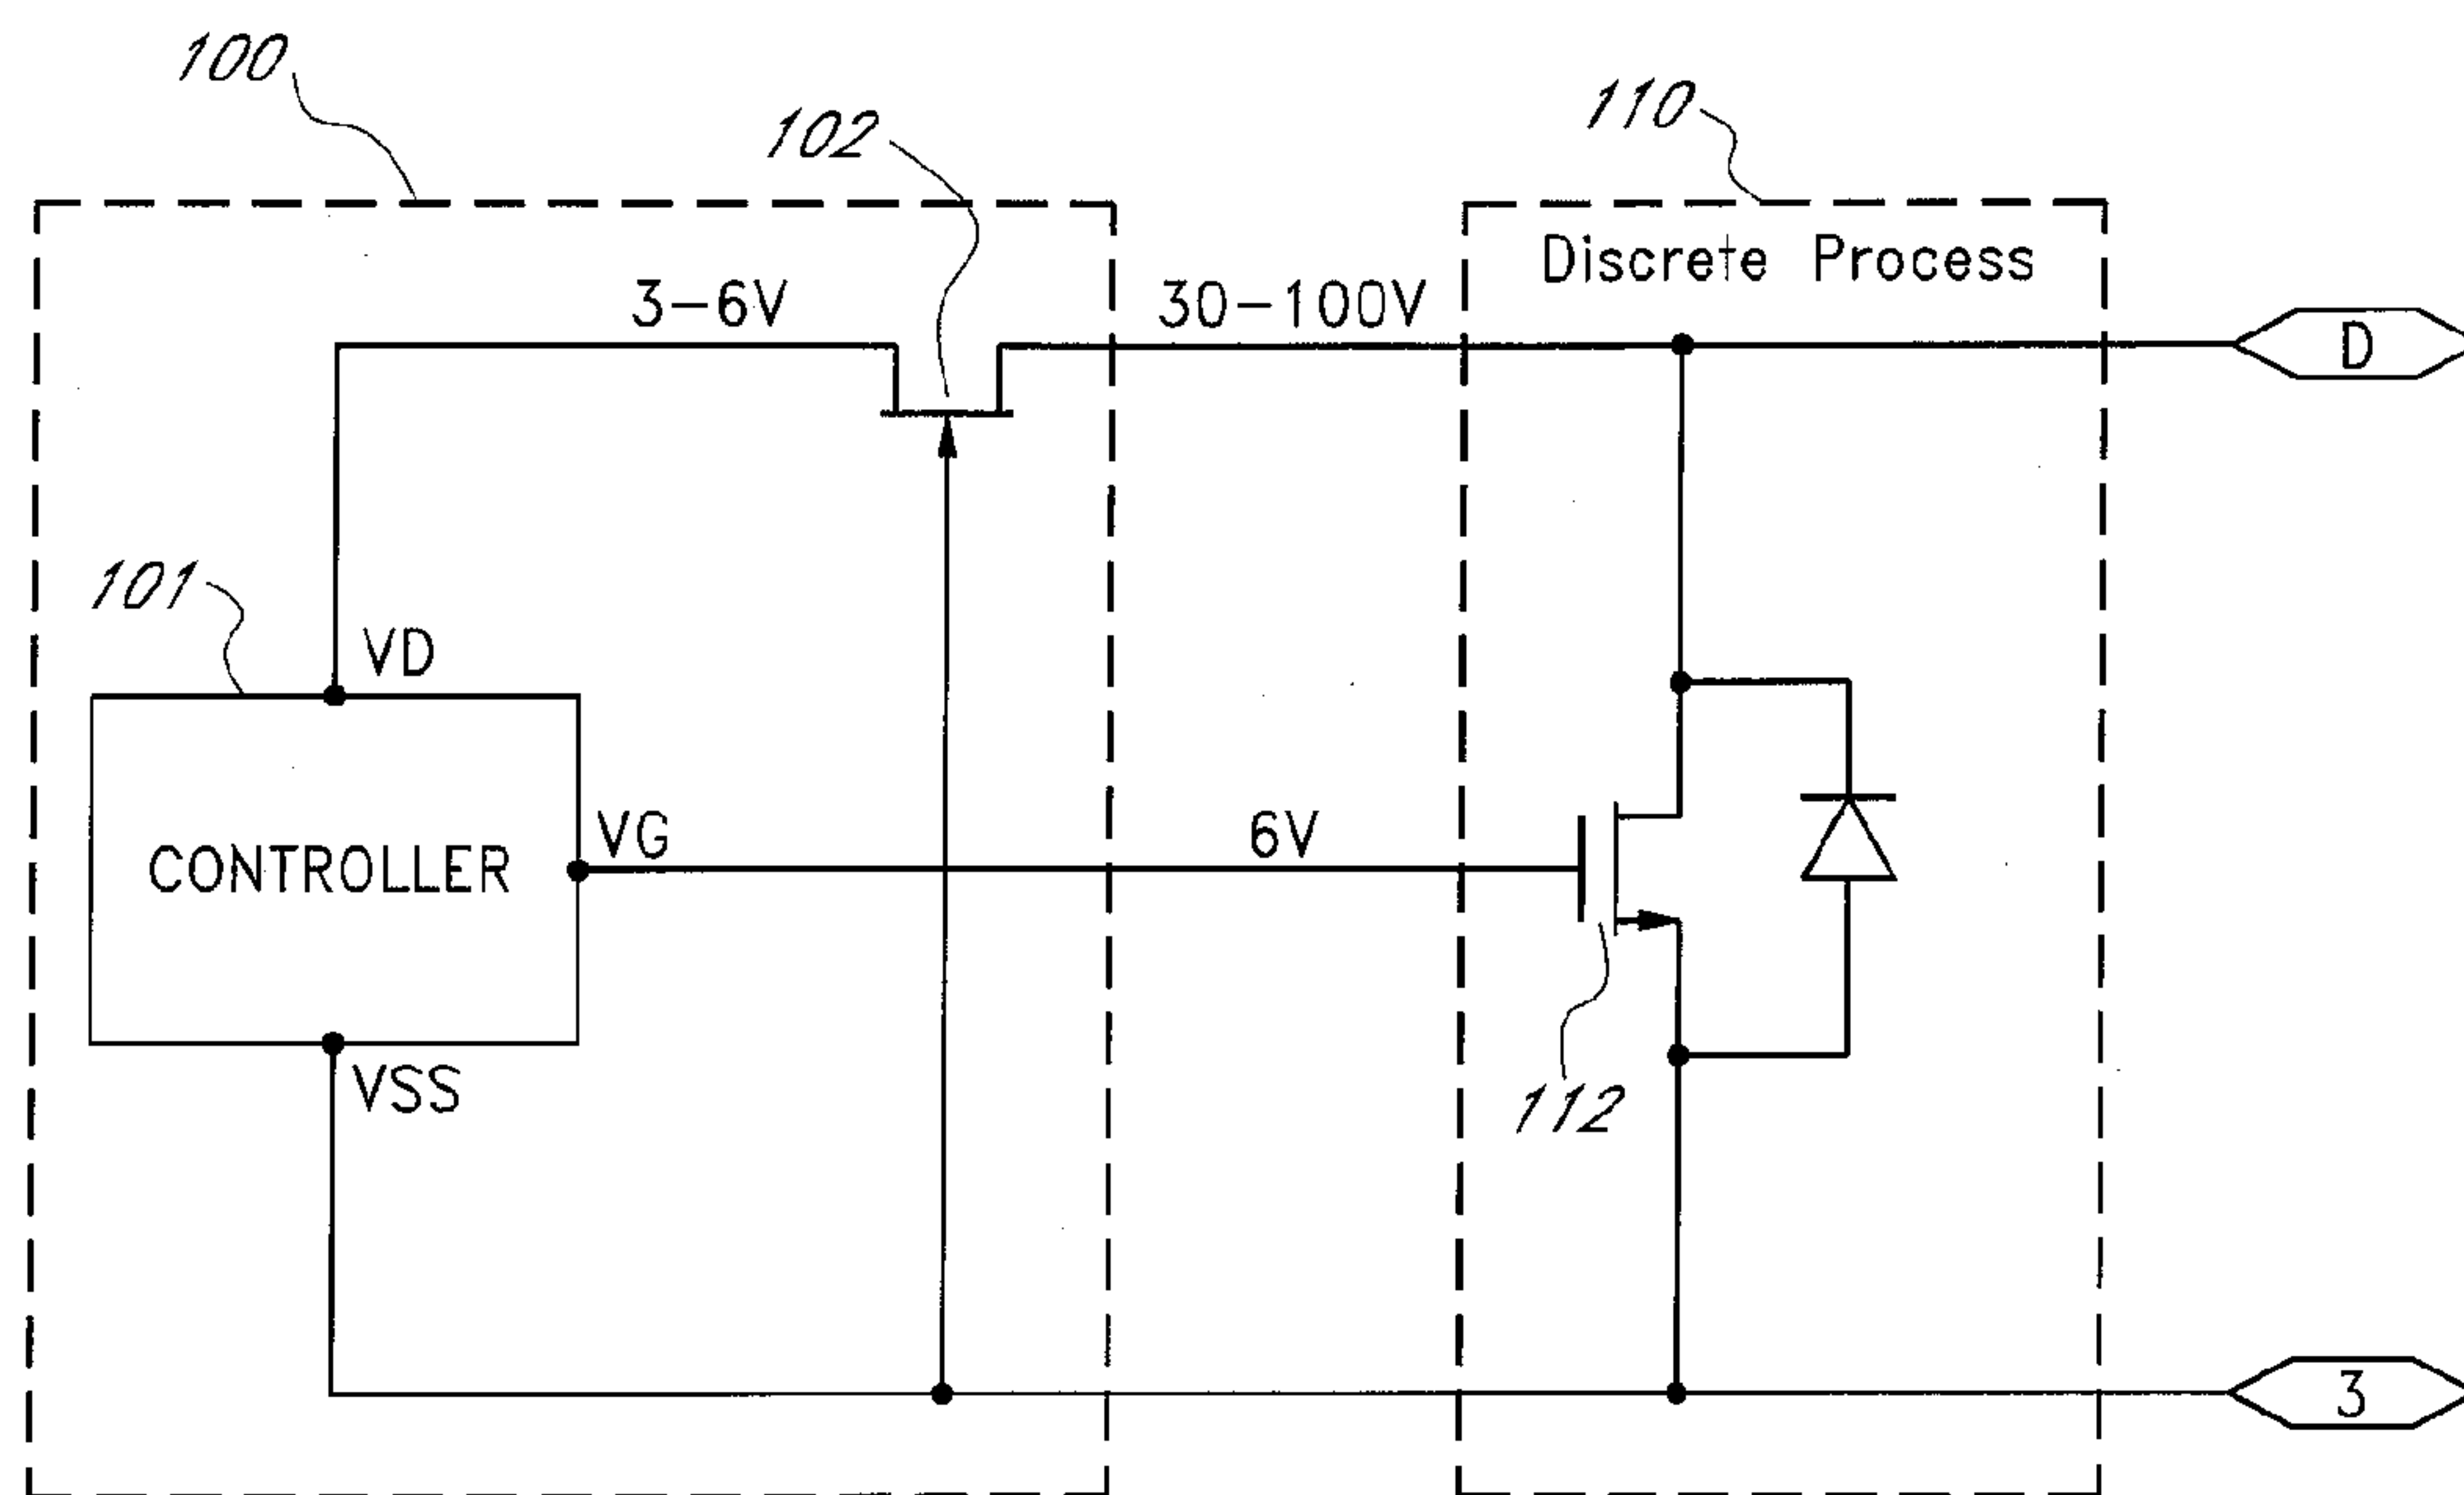 100
102
110
Discrete Process
3-6V
30-100V
D
101
VD
CONTROLLER
VG
6V
VSS
112
3